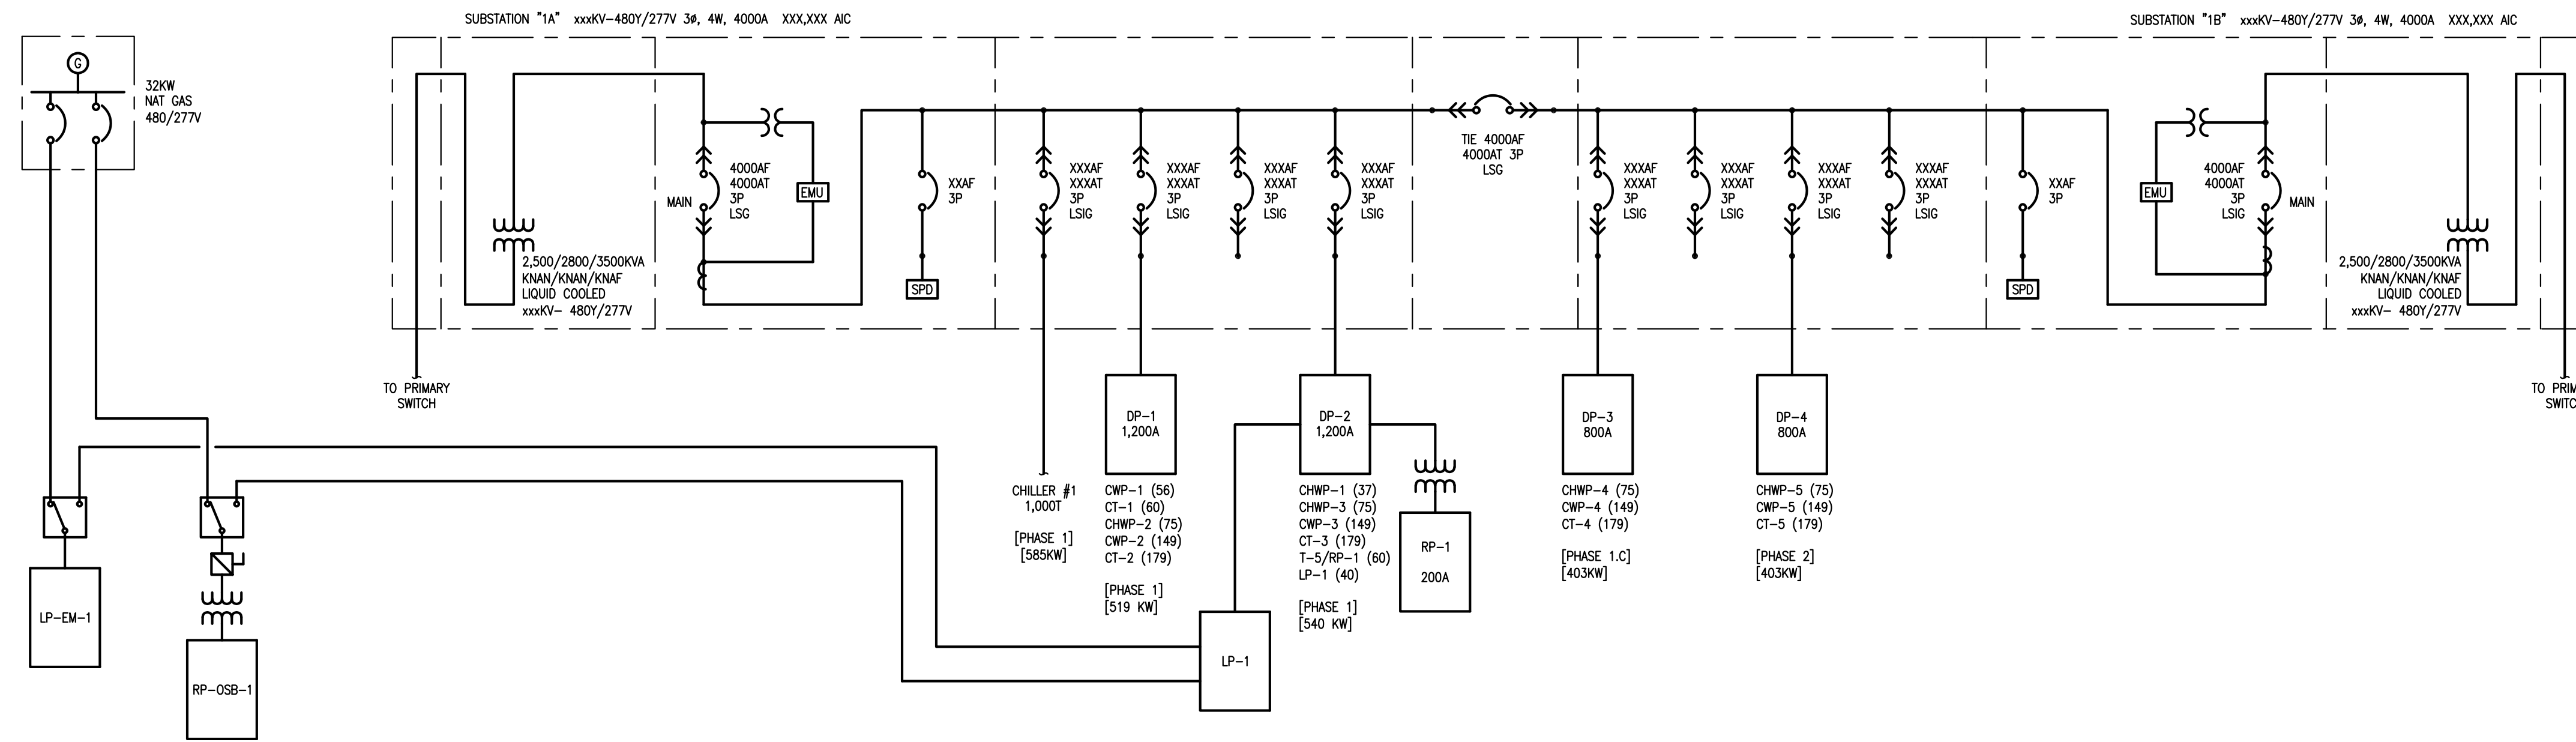 SUBSTATION "1A" xxxKV-480Y/277V 3ø, 4W, 4000A XXX,XXX AIC
SUBSTATION "1B" xxxKV-480Y/277V 3ø, 4W, 4000A XXX,XXX AIC
G
32KW
NAT GAS
480/277V
TO PRIMARY
SWITCH
2,500/2800/3500KVA
KNAN/KNAN/KNAF
LIQUID COOLED
xxxKV- 480Y/277V
MAIN
4000AF
4000AT
3P
LSG
EMU
XXAF
3P
SPD
XXXAF
XXXAT
3P
LSIG
XXXAF
XXXAT
3P
LSIG
XXXAF
XXXAT
3P
LSIG
XXXAF
XXXAT
3P
LSIG
TIE 4000AF
4000AT 3P
LSG
XXXAF
XXXAT
3P
LSIG
XXXAF
XXXAT
3P
LSIG
XXXAF
XXXAT
3P
LSIG
XXXAF
XXXAT
3P
LSIG
XXAF
3P
SPD
EMU
4000AF
4000AT
3P
LSIG
MAIN
2,500/2800/3500KVA
KNAN/KNAN/KNAF
LIQUID COOLED
xxxKV- 480Y/277V
TO PRIM
SWITC
CHILLER #1
1,000T
[PHASE 1]
[585KW]
DP-1
1,200A
CWP-1 (56)
CT-1 (60)
CHWP-2 (75)
CWP-2 (149)
CT-2 (179)
[PHASE 1]
[519 KW]
DP-2
1,200A
CHWP-1 (37)
CHWP-3 (75)
CWP-3 (149)
CT-3 (179)
T-5/RP-1 (60)
LP-1 (40)
[PHASE 1]
[540 KW]
RP-1
200A
DP-3
800A
CHWP-4 (75)
CWP-4 (149)
CT-4 (179)
[PHASE 1.C]
[403KW]
DP-4
800A
CHWP-5 (75)
CWP-5 (149)
CT-5 (179)
[PHASE 2]
[403KW]
LP-EM-1
RP-OSB-1
LP-1